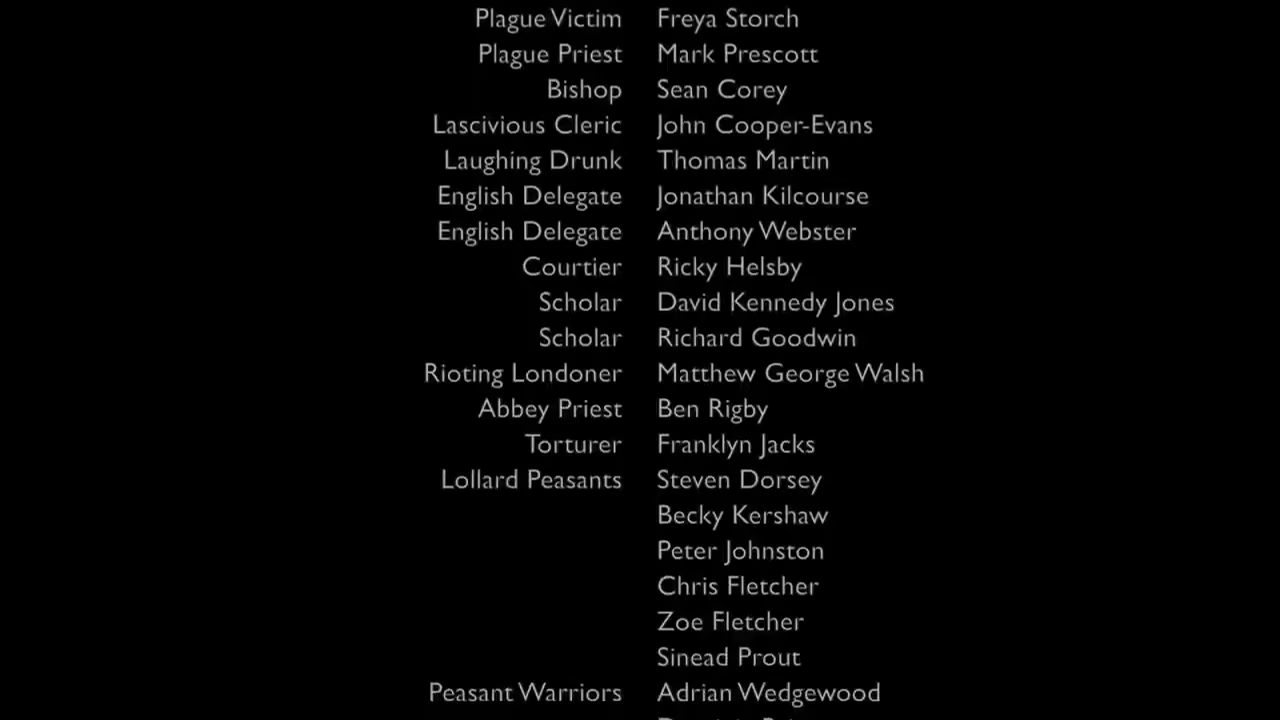 Plague Victim Freya Storch
Plague Priest Mark Prescott
Bishop Sean Corey
Lascivious Cleric John Cooper-Evans
Laughing Drunk Thomas Martin
English Delegate Jonathan Kilcourse
English Delegate Anthony Webster
Courtier Ricky Helsby
Scholar David Kennedy Jones
Scholar Richard Goodwin
Rioting Londoner Matthew George Walsh
Abbey Priest Ben Rigby
Torturer Franklyn Jacks
Lollard Peasants Steven Dorsey
Becky Kershaw
Peter Johnston
Chris Fletcher
Zoe Fletcher
Sinead Prout
Peasant Warriors Adrian Wedgewood